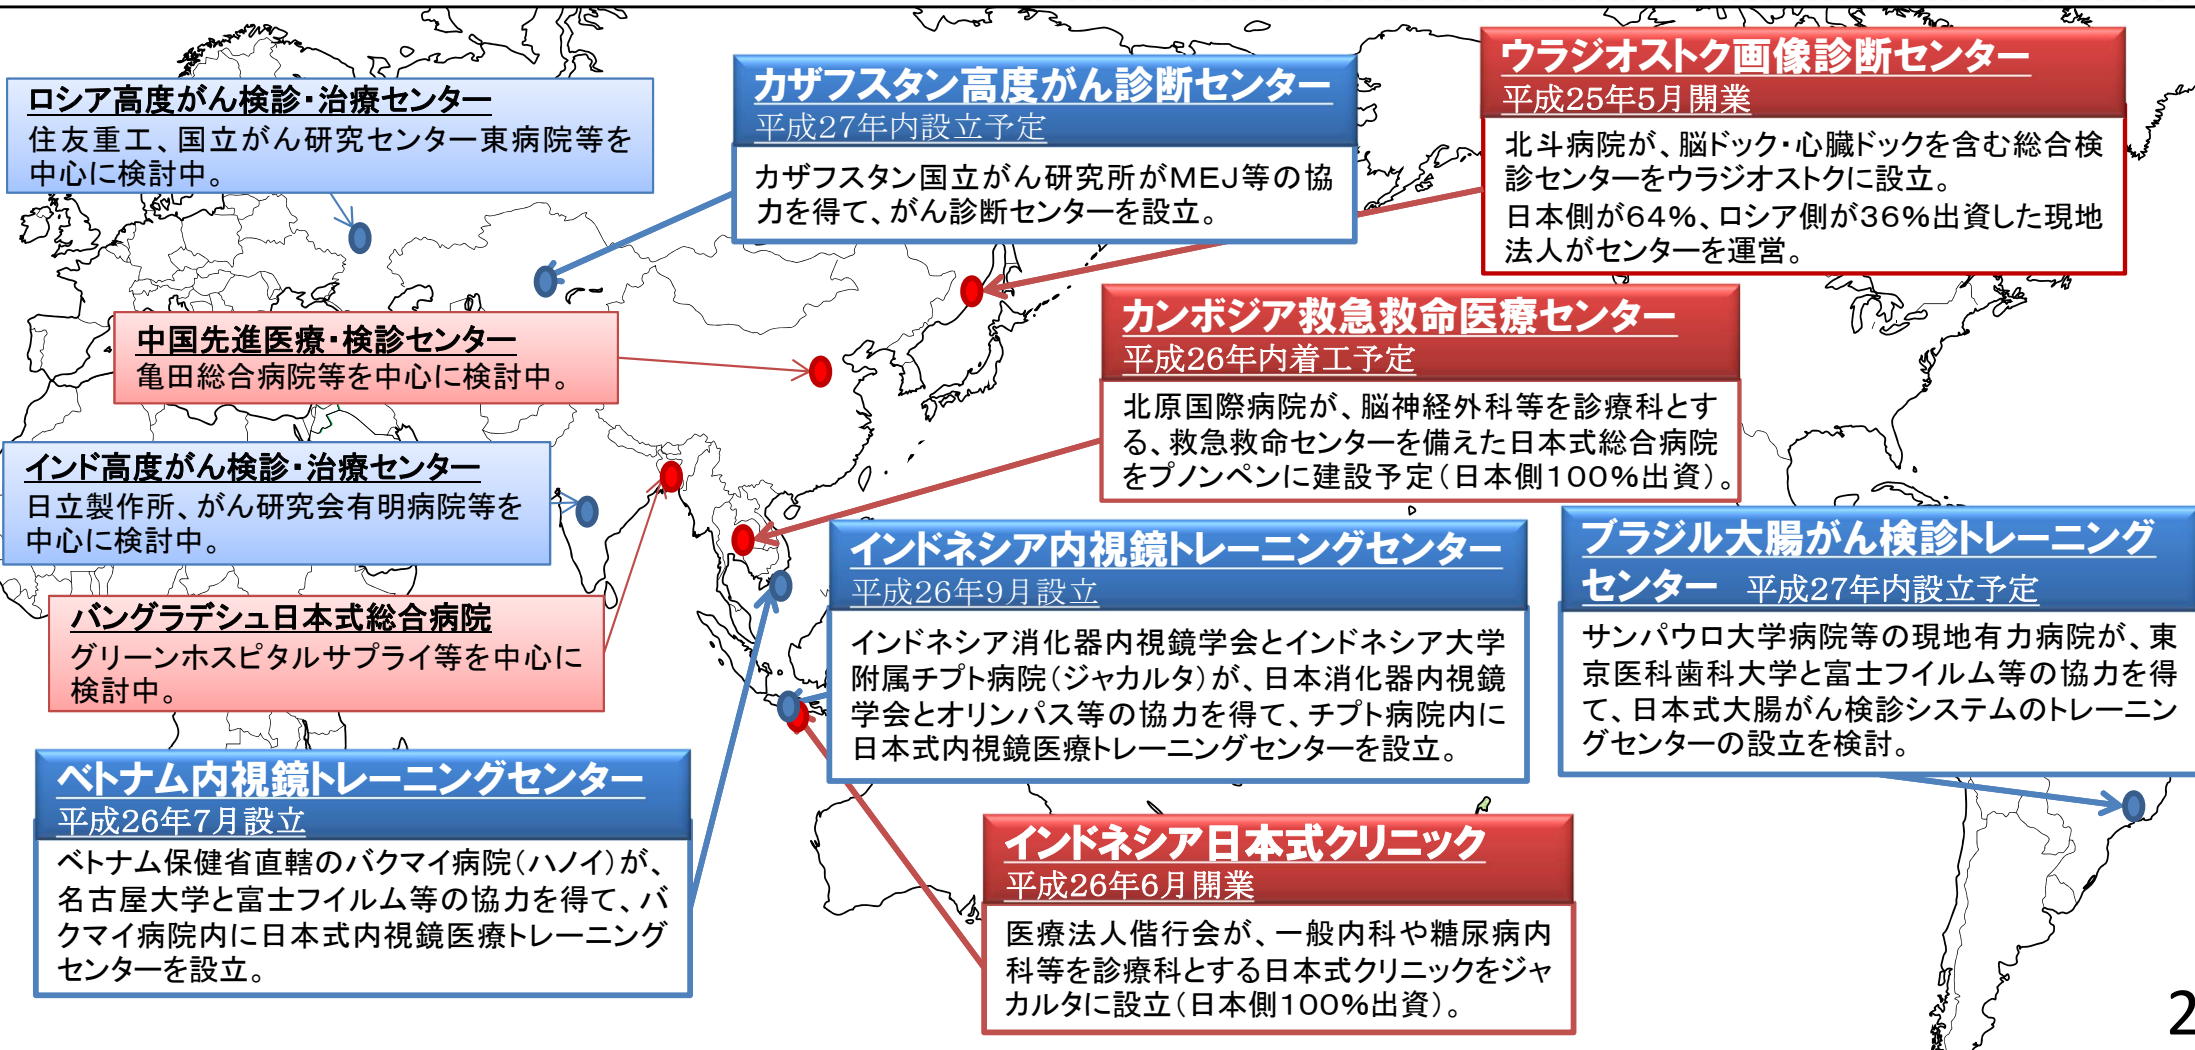 ロシア高度がん検診・治療センター
住友重工、国立がん研究センター東病院等を
中心に検討中。
カザフスタン高度がん診断センター
平成27年内設立予定
カザフスタン国立がん研究所がMEJ等の協
力を得て、がん診断センターを設立。
ウラジオストク画像診断センター
平成25年5月開業
北斗病院が、脳ドック・心臓ドックを含む総合検
診センターをウラジオストクに設立。
日本側が64%、ロシア側が36%出資した現地
法人がセンターを運営。
中国先進医療・検診センター
亀田総合病院等を中心に検討中。
カンボジア救急救命医療センター
平成26年内着工予定
北原国際病院が、脳神経外科等を診療科とす
る、救急救命センターを備えた日本式総合病院
をプノンペンに建設予定(日本側100%出資)。
インド高度がん検診・治療センター
日立製作所、がん研究会有明病院等を
中心に検討中。
バングラデシュ日本式総合病院
グリーンホスピタルサプライ等を中心に
検討中。
インドネシア内視鏡トレーニングセンター
平成26年9月設立
インドネシア消化器内視鏡学会とインドネシア大学
附属チプト病院(ジャカルタ)が、日本消化器内視鏡
学会とオリンパス等の協力を得て、チプト病院内に
日本式内視鏡医療トレーニングセンターを設立。
ブラジル大腸がん検診トレーニング
センター 平成27年内設立予定
サンパウロ大学病院等の現地有力病院が、東
京医科歯科大学と富士フイルム等の協力を得
て、日本式大腸がん検診システムのトレーニン
グセンターの設立を検討。
ベトナム内視鏡トレーニングセンター
平成26年7月設立
ベトナム保健省直轄のバクマイ病院(ハノイ)が、
名古屋大学と富士フイルム等の協力を得て、バ
クマイ病院内に日本式内視鏡医療トレーニング
センターを設立。
インドネシア日本式クリニック
平成26年6月開業
医療法人偕行会が、一般内科や糖尿病内
科等を診療科とする日本式クリニックをジャ
カルタに設立(日本側100%出資)。
2